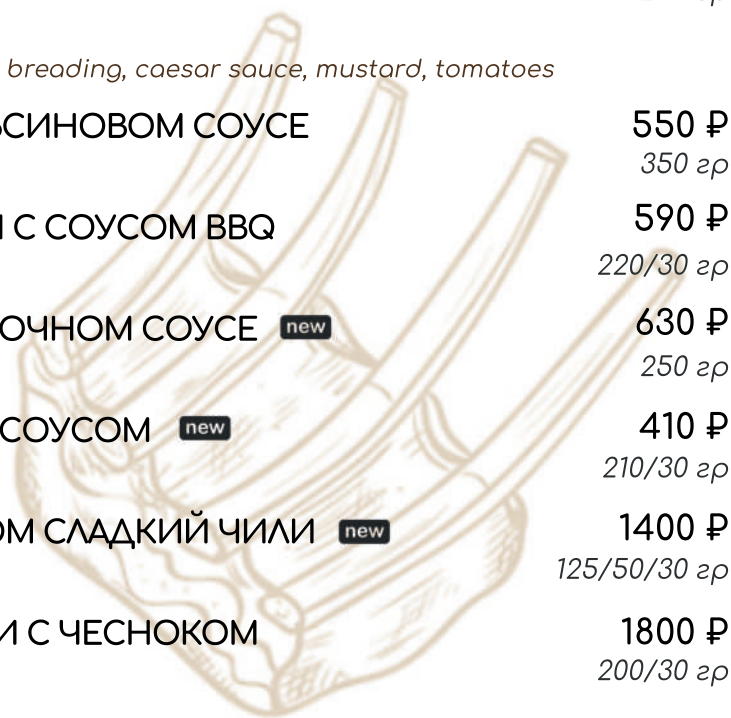 breading, caesar sauce, mustard, tomatoes
СИНОВОМ СОУСЕ 550 ₽
350 гр
С СОУСОМ BBQ 590 ₽
220/30 гр
ОЧНОМ СОУСЕ new 630 ₽
250 гр
СОУСОМ new 410 ₽
210/30 гр
ОМ СЛАДКИЙ ЧИЛИ new 1400 ₽
125/50/30 гр
И С ЧЕСНОКОМ 1800 ₽
200/30 гр